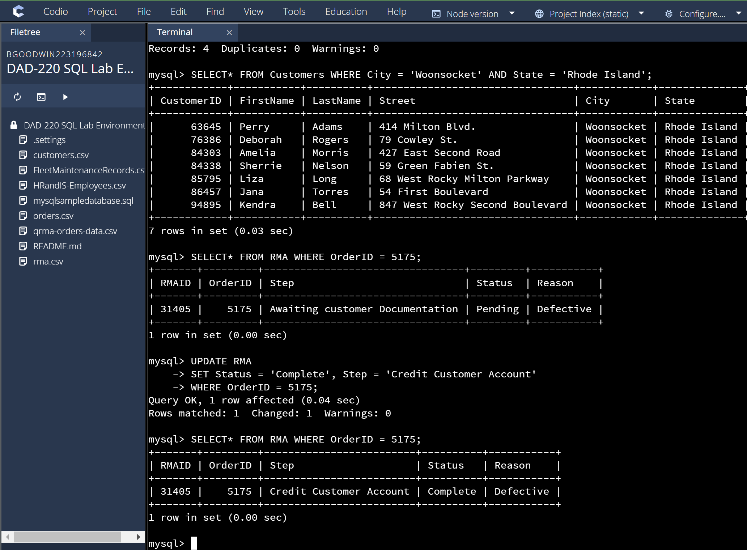 Codio Project File Edit Find View Tools Education Help Node version Project Index (static) Configure....
Filetree × Terminal ×
RGOODWIN223196842
DAD-220 SQL Lab E...
DAD-220 SQL Lab Environment
.settings
customers.csv
FleetMaintenanceRecords.cs
HRandIS-Employees.csv
mysqlsampledatabase.sql
orders.csv
qrma-orders-data.csv
README.md
rma.csv
Records: 4  Duplicates: 0  Warnings: 0
mysql> SELECT* FROM Customers WHERE City = 'Woonsocket' AND State = 'Rhode Island';
| CustomerID | FirstName | LastName | Street | City | State
| 63645 | Perry | Adams | 414 Milton Blvd. | Woonsocket | Rhode Island |
| 76386 | Deborah | Rogers | 79 Cowley St. | Woonsocket | Rhode Island |
| 84303 | Amelia | Morris | 427 East Second Road | Woonsocket | Rhode Island |
| 84338 | Sherrie | Nelson | 59 Green Fabien St. | Woonsocket | Rhode Island |
| 85795 | Liza | Long | 68 West Rocky Milton Parkway | Woonsocket | Rhode Island |
| 86457 | Jana | Torres | 54 First Boulevard | Woonsocket | Rhode Island |
| 94895 | Kendra | Bell | 847 West Rocky Second Boulevard | Woonsocket | Rhode Island |
7 rows in set (0.03 sec)
mysql> SELECT* FROM RMA WHERE OrderID = 5175;
| RMAID | OrderID | Step | Status | Reason |
| 31405 | 5175 | Awaiting customer Documentation | Pending | Defective |
1 row in set (0.00 sec)
mysql> UPDATE RMA
-> SET Status = 'Complete', Step = 'Credit Customer Account'
-> WHERE OrderID = 5175;
Query OK, 1 row affected (0.04 sec)
Rows matched: 1  Changed: 1  Warnings: 0
mysql> SELECT* FROM RMA WHERE OrderID = 5175;
| RMAID | OrderID | Step | Status | Reason |
| 31405 | 5175 | Credit Customer Account | Complete | Defective |
1 row in set (0.00 sec)
mysql>